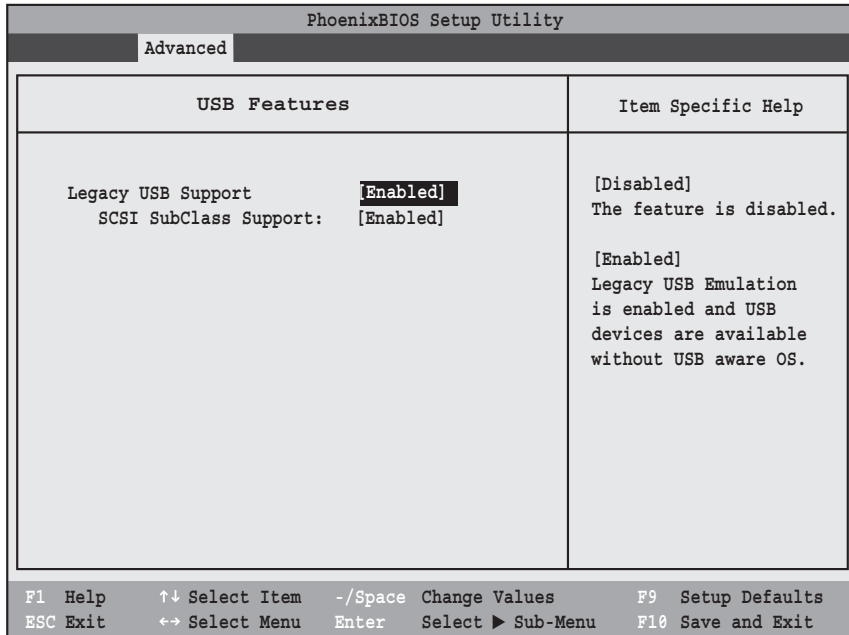 PhoenixBIOS Setup Utility
Advanced
USB Features
Item Specific Help
Legacy USB Support [Enabled]
SCSI SubClass Support: [Enabled]
[Disabled]
The feature is disabled.
[Enabled]
Legacy USB Emulation
is enabled and USB
devices are available
without USB aware OS.
F1 Help ↑↓ Select Item -/Space Change Values F9 Setup Defaults
ESC Exit ←→ Select Menu Enter Select ▶ Sub-Menu F10 Save and Exit